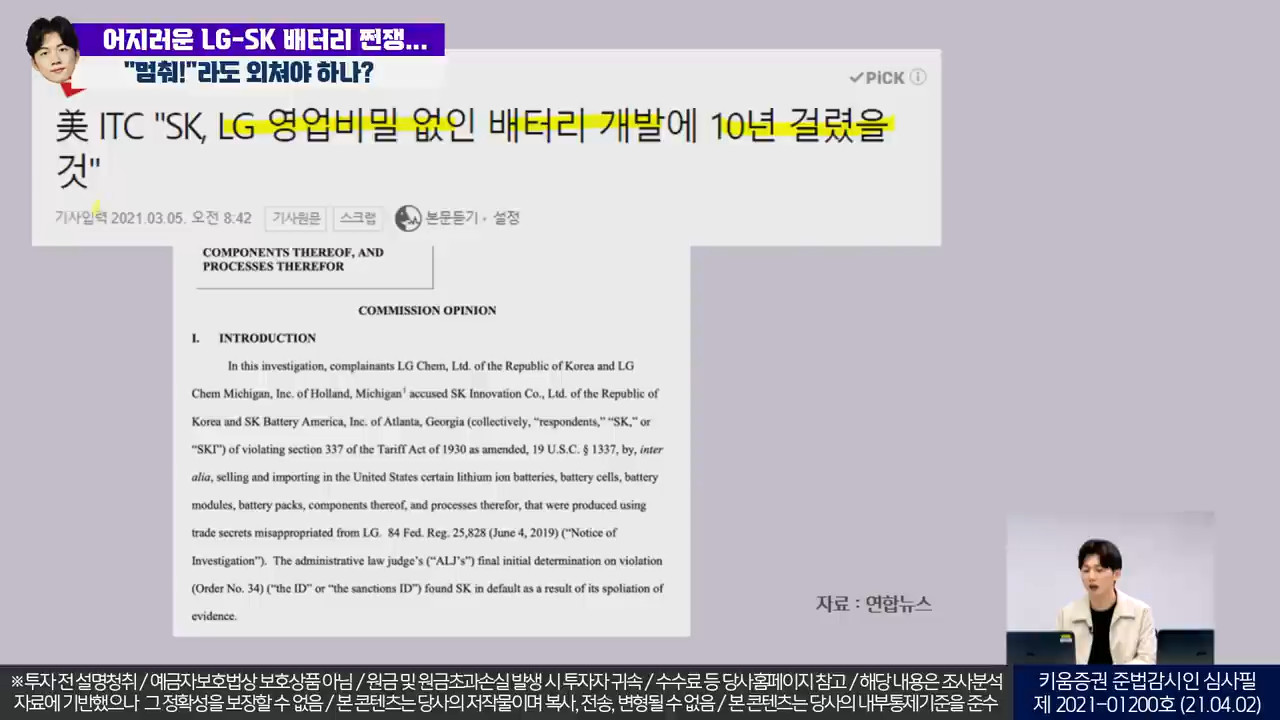 어지러운 LG-SK 배터리 쩐쟁...
"멈춰!"라도 외쳐야 하나?
PiCK
美 ITC "SK, LG 영업비밀 없인 배터리 개발에 10년 걸렸을
것"
기사입력 2021.03.05. 오전 8:42 기사원문 스크랩 본문듣기 · 설정
COMPONENTS THEREOF, AND
PROCESSES THEREFOR
COMMISSION OPINION
I. INTRODUCTION
In this investigation, complainants LG Chem, Ltd. of the Republic of Korea and LG
Chem Michigan, Inc. of Holland, Michigan¹ accused SK Innovation Co., Ltd. of the Republic of
Korea and SK Battery America, Inc. of Atlanta, Georgia (collectively, “respondents,” “SK,” or
“SKI”) of violating section 337 of the Tariff Act of 1930 as amended, 19 U.S.C. § 1337, by, inter
alia, selling and importing in the United States certain lithium ion batteries, battery cells, battery
modules, battery packs, components thereof, and processes therefor, that were produced using
trade secrets misappropriated from LG. 84 Fed. Reg. 25,828 (June 4, 2019) (“Notice of
Investigation”). The administrative law judge’s (“ALJ’s”) final initial determination on violation
(Order No. 34) (“the ID” or “the sanctions ID”) found SK in default as a result of its spoliation of
evidence.
자료 : 연합뉴스
※투자 전 설명청취 / 예금자보호법상 보호상품 아님 / 원금 및 원금초과손실 발생 시 투자자 귀속 / 수수료 등 당사홈페이지 참고 / 해당 내용은 조사분석
자료에 기반했으나 그 정확성을 보장할 수 없음 / 본 콘텐츠는 당사의 저작물이며 복사, 전송, 변형될 수 없음 / 본 콘텐츠는 당사의 내부통제기준을 준수
키움증권 준법감시인 심사필
제 2021-01200호 (21.04.02)